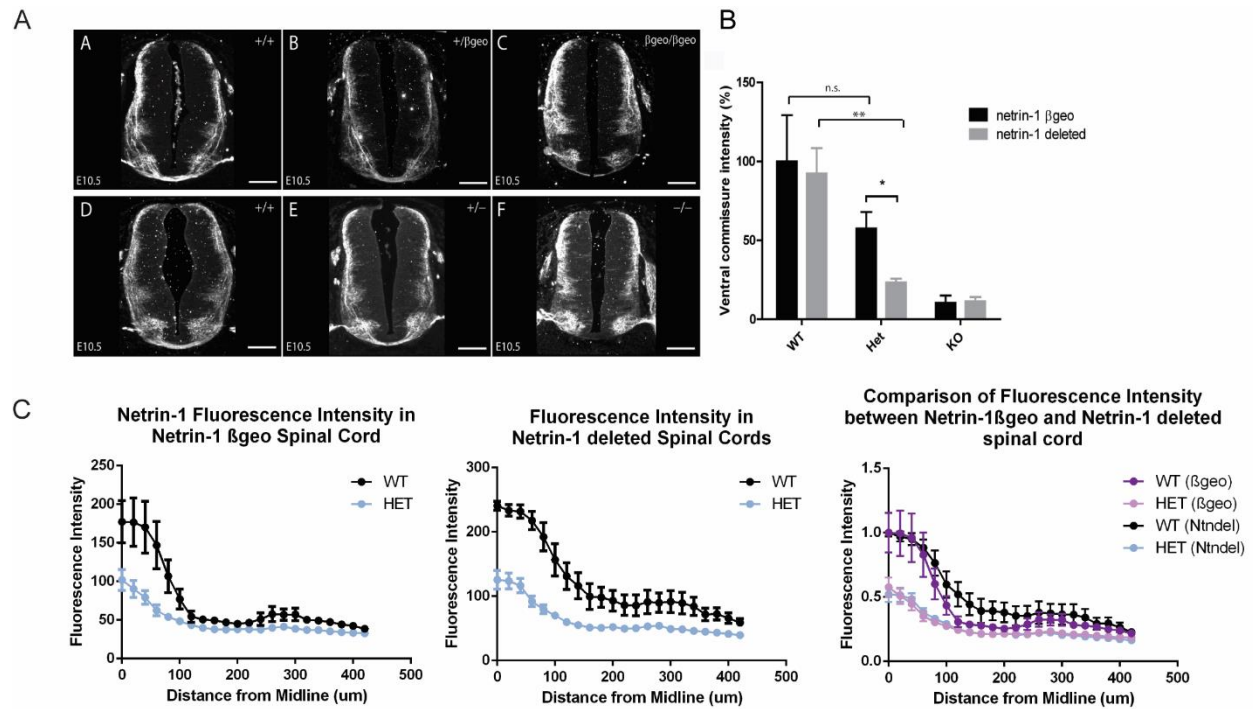 A
A
+/+
E10.5
B
+/βgeo
E10.5
C
βgeo/βgeo
E10.5
D
+/+
E10.5
E
+/−
E10.5
F
−/−
E10.5
B
Ventral commissure intensity (%)
150
100
50
0
n.s.
**
*
netrin-1 βgeo
netrin-1 deleted
WT
Het
KO
C
Netrin-1 Fluorescence Intensity in
Netrin-1 ßgeo Spinal Cord
Fluorescence Intensity
250
200
150
100
50
0
WT
HET
0
100
200
300
400
500
Distance from Midline (um)
Fluorescence Intensity in
Netrin-1 deleted Spinal Cords
Fluorescence Intensity
300
200
100
0
WT
HET
0
100
200
300
400
500
Distance from Midline (um)
Comparison of Fluorescence Intensity
between Netrin-1ßgeo and Netrin-1 deleted
spinal cord
Fluorescence Intensity
1.5
1.0
0.5
0.0
WT (ßgeo)
HET (ßgeo)
WT (Ntndel)
HET (Ntndel)
0
100
200
300
400
500
Distance from Midline (um)